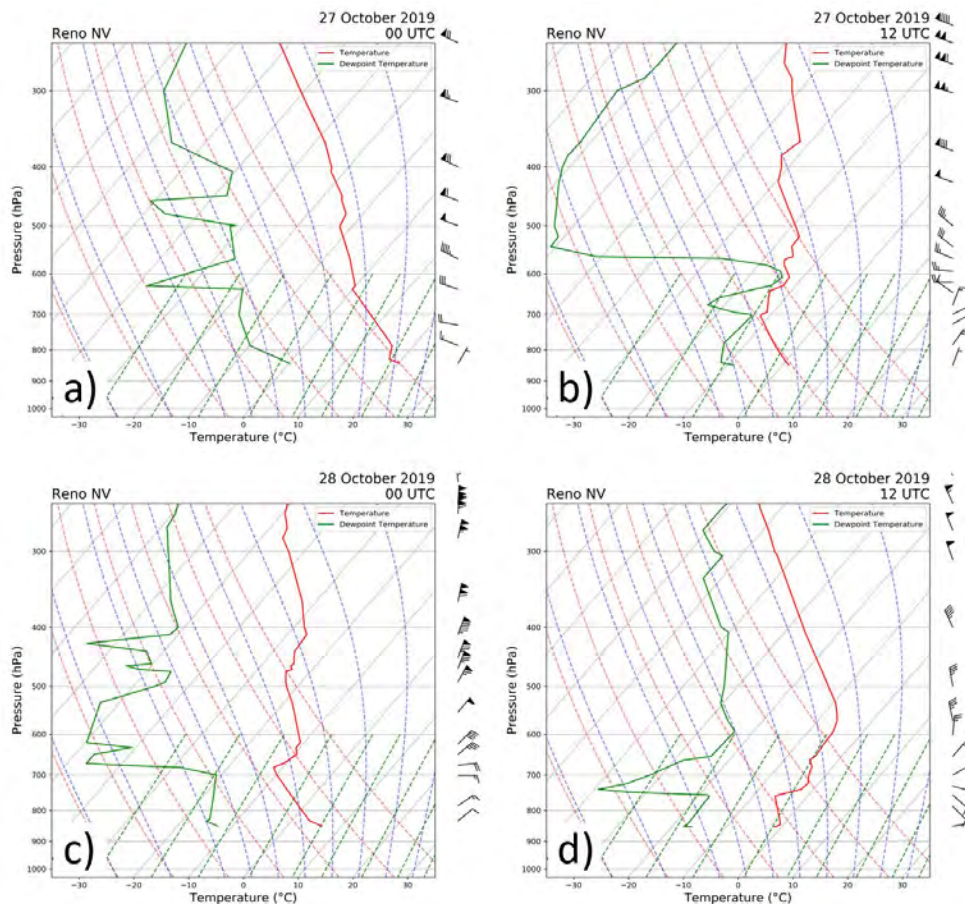 27 October 2019
Reno NV 00 UTC
Temperature
Dewpoint Temperature
Pressure (hPa)
300
400
500
600
700
800
900
1000
a)
−30 −20 −10 0 10 20 30
Temperature (°C)
27 October 2019
Reno NV 12 UTC
Temperature
Dewpoint Temperature
Pressure (hPa)
300
400
500
600
700
800
900
1000
b)
−30 −20 −10 0 10 20 30
Temperature (°C)
28 October 2019
Reno NV 00 UTC
Temperature
Dewpoint Temperature
Pressure (hPa)
300
400
500
600
700
800
900
1000
c)
−30 −20 −10 0 10 20 30
Temperature (°C)
28 October 2019
Reno NV 12 UTC
Temperature
Dewpoint Temperature
Pressure (hPa)
300
400
500
600
700
800
900
1000
d)
−30 −20 −10 0 10 20 30
Temperature (°C)